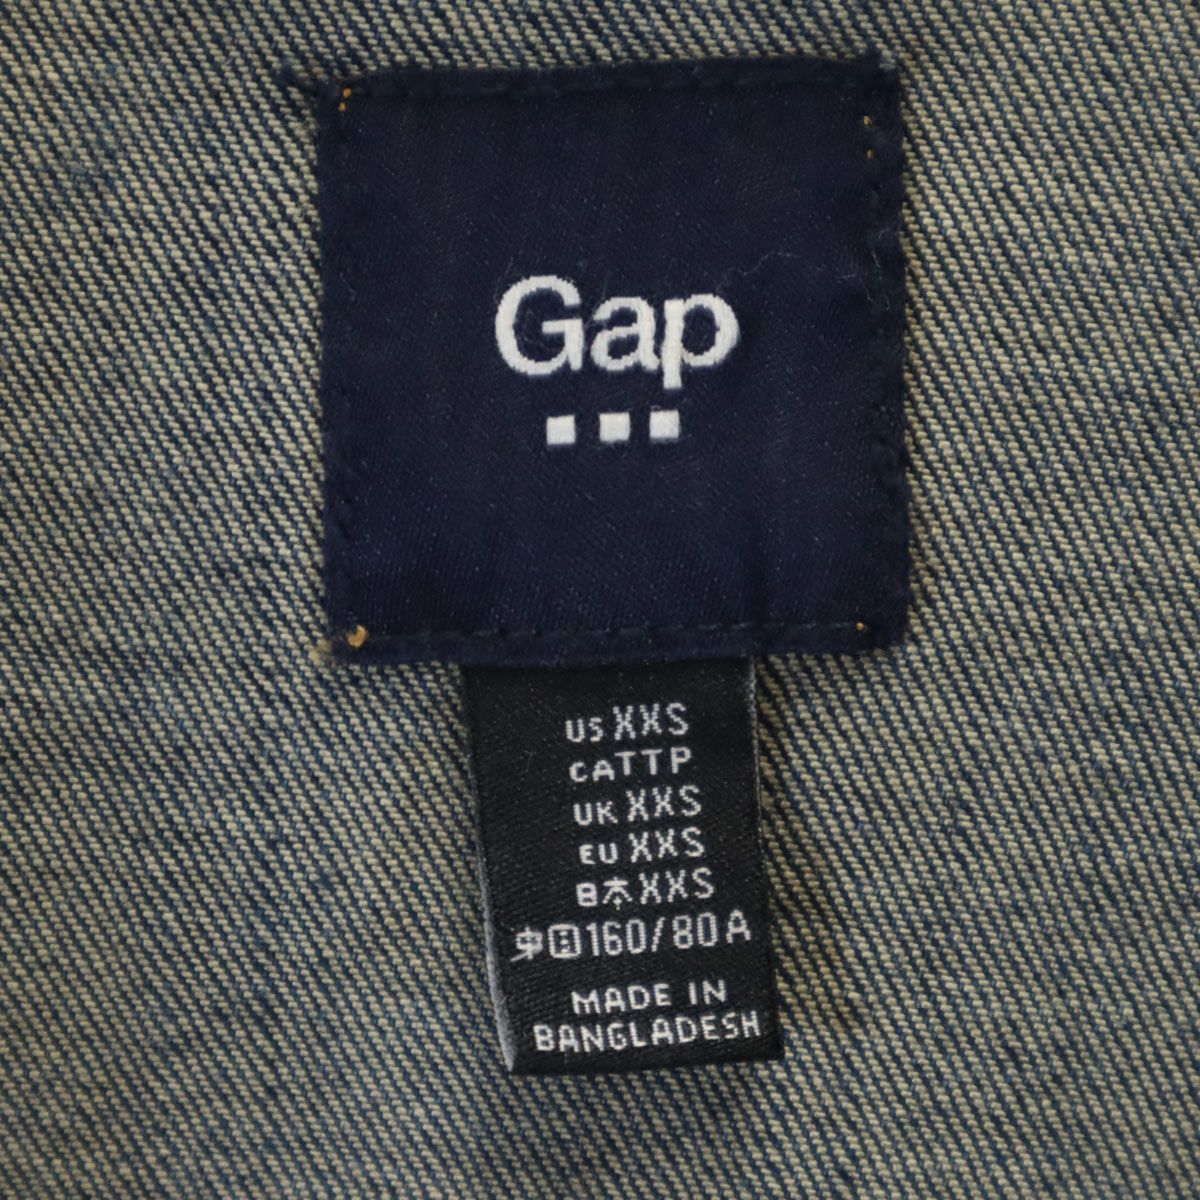 Gap
US XXS
CA TTP
UK XXS
EU XXS
日本 XXS
中国 160/80A
MADE IN
BANGLADESH